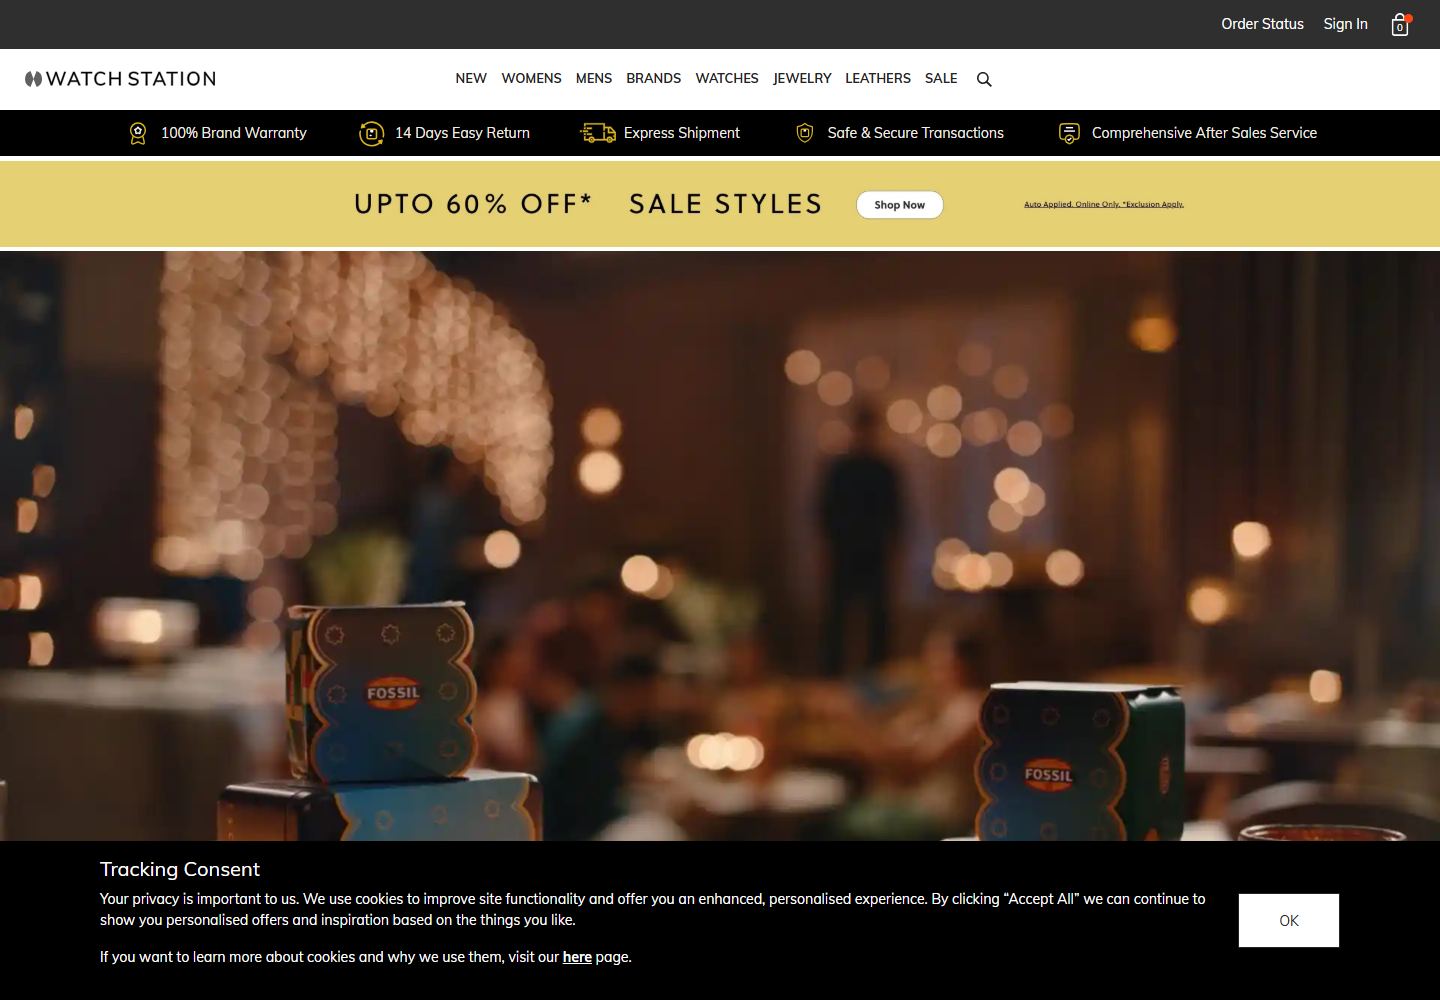 Order Status Sign In 0
WATCH STATION
NEW WOMENS MENS BRANDS WATCHES JEWELRY LEATHERS SALE
100% Brand Warranty 14 Days Easy Return Express Shipment Safe & Secure Transactions Comprehensive After Sales Service
UPTO 60% OFF* SALE STYLES Shop Now Auto Applied. Online Only. *Exclusion Apply.
FOSSIL
FOSSIL
Tracking Consent
Your privacy is important to us. We use cookies to improve site functionality and offer you an enhanced, personalised experience. By clicking “Accept All” we can continue to
show you personalised offers and inspiration based on the things you like.
OK
If you want to learn more about cookies and why we use them, visit our here page.